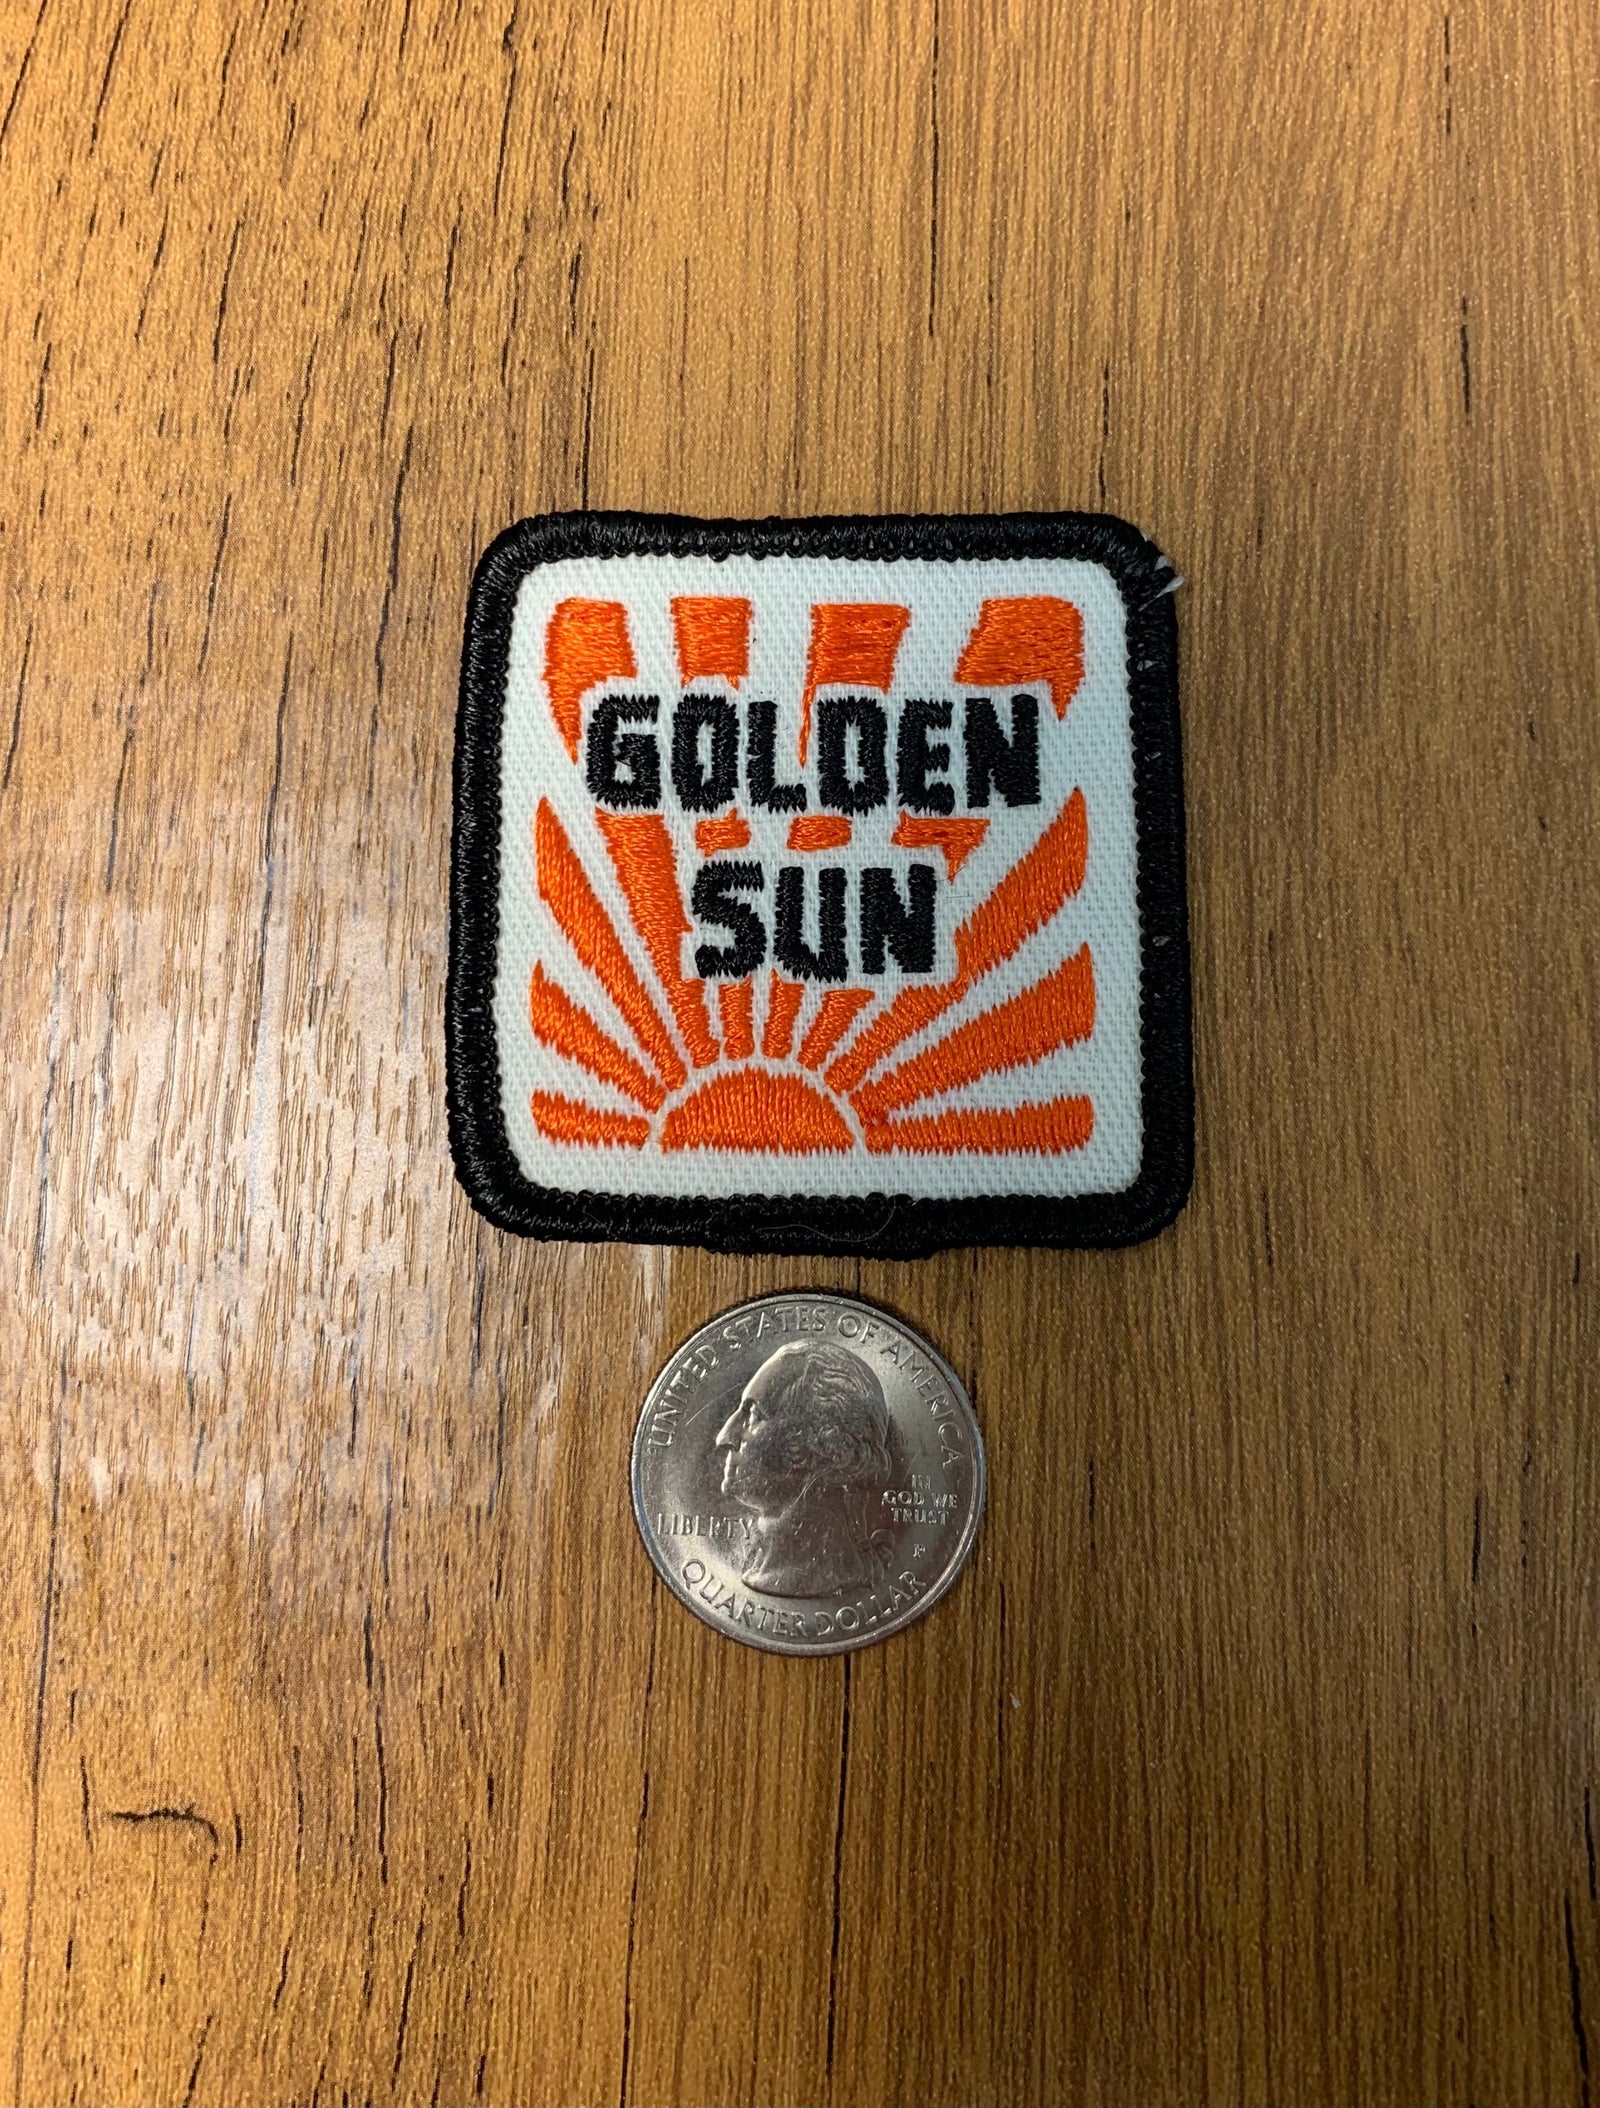 GOLDEN
SUN
UNITED STATES OF AMERICA
IN
GOD WE
TRUST
LIBERTY
P
QUARTER DOLLAR